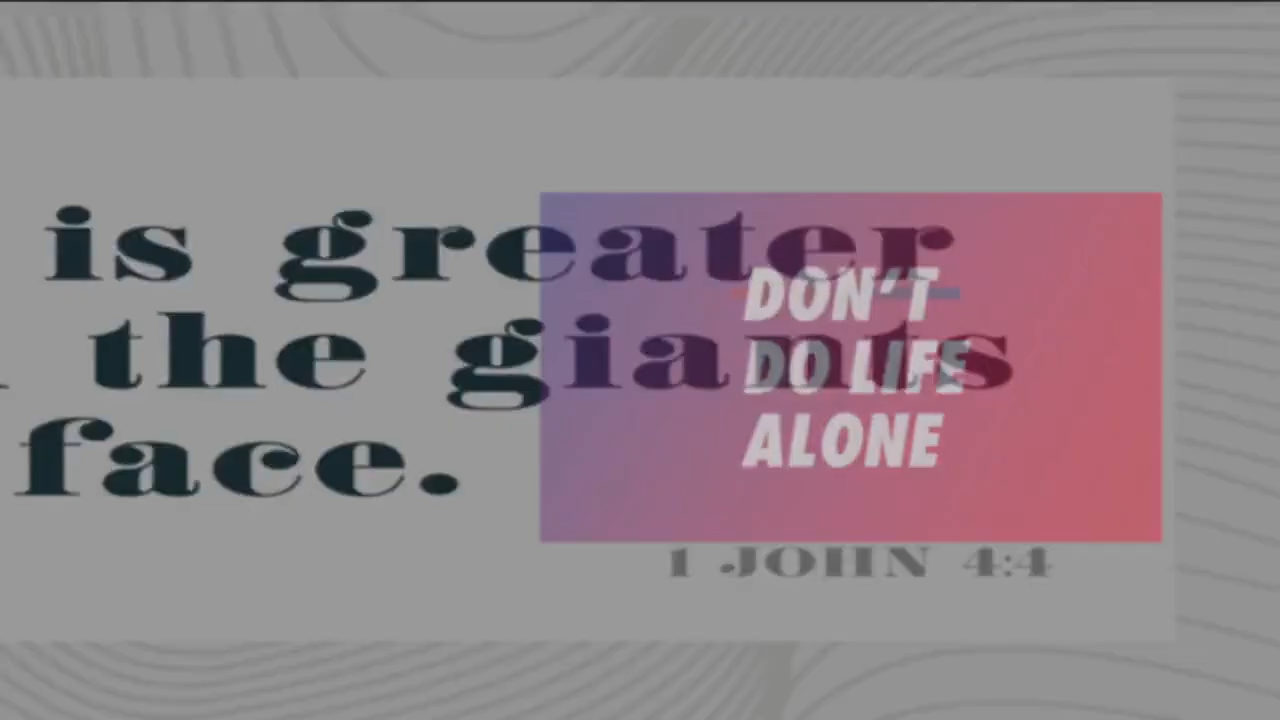 is greater
the giants
face.
DON'T
DO LIFE
ALONE
1 JOHN 4:4